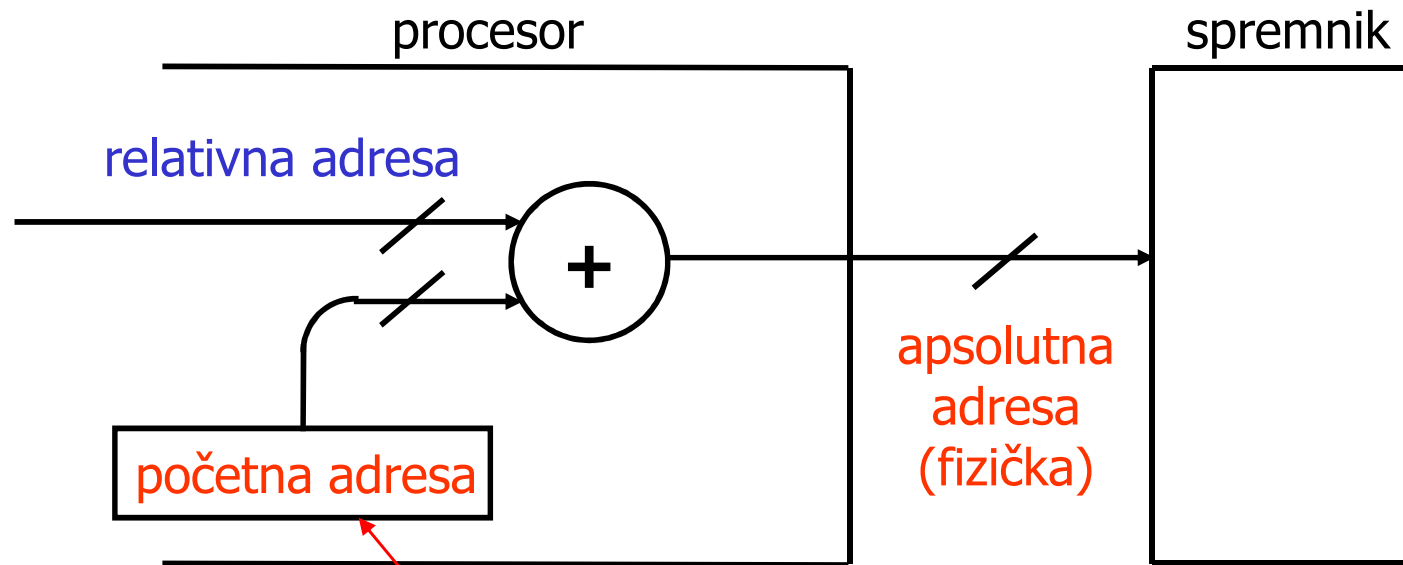 procesor
spremnik
relativna adresa
+
apsolutna
adresa
(fizička)
početna adresa